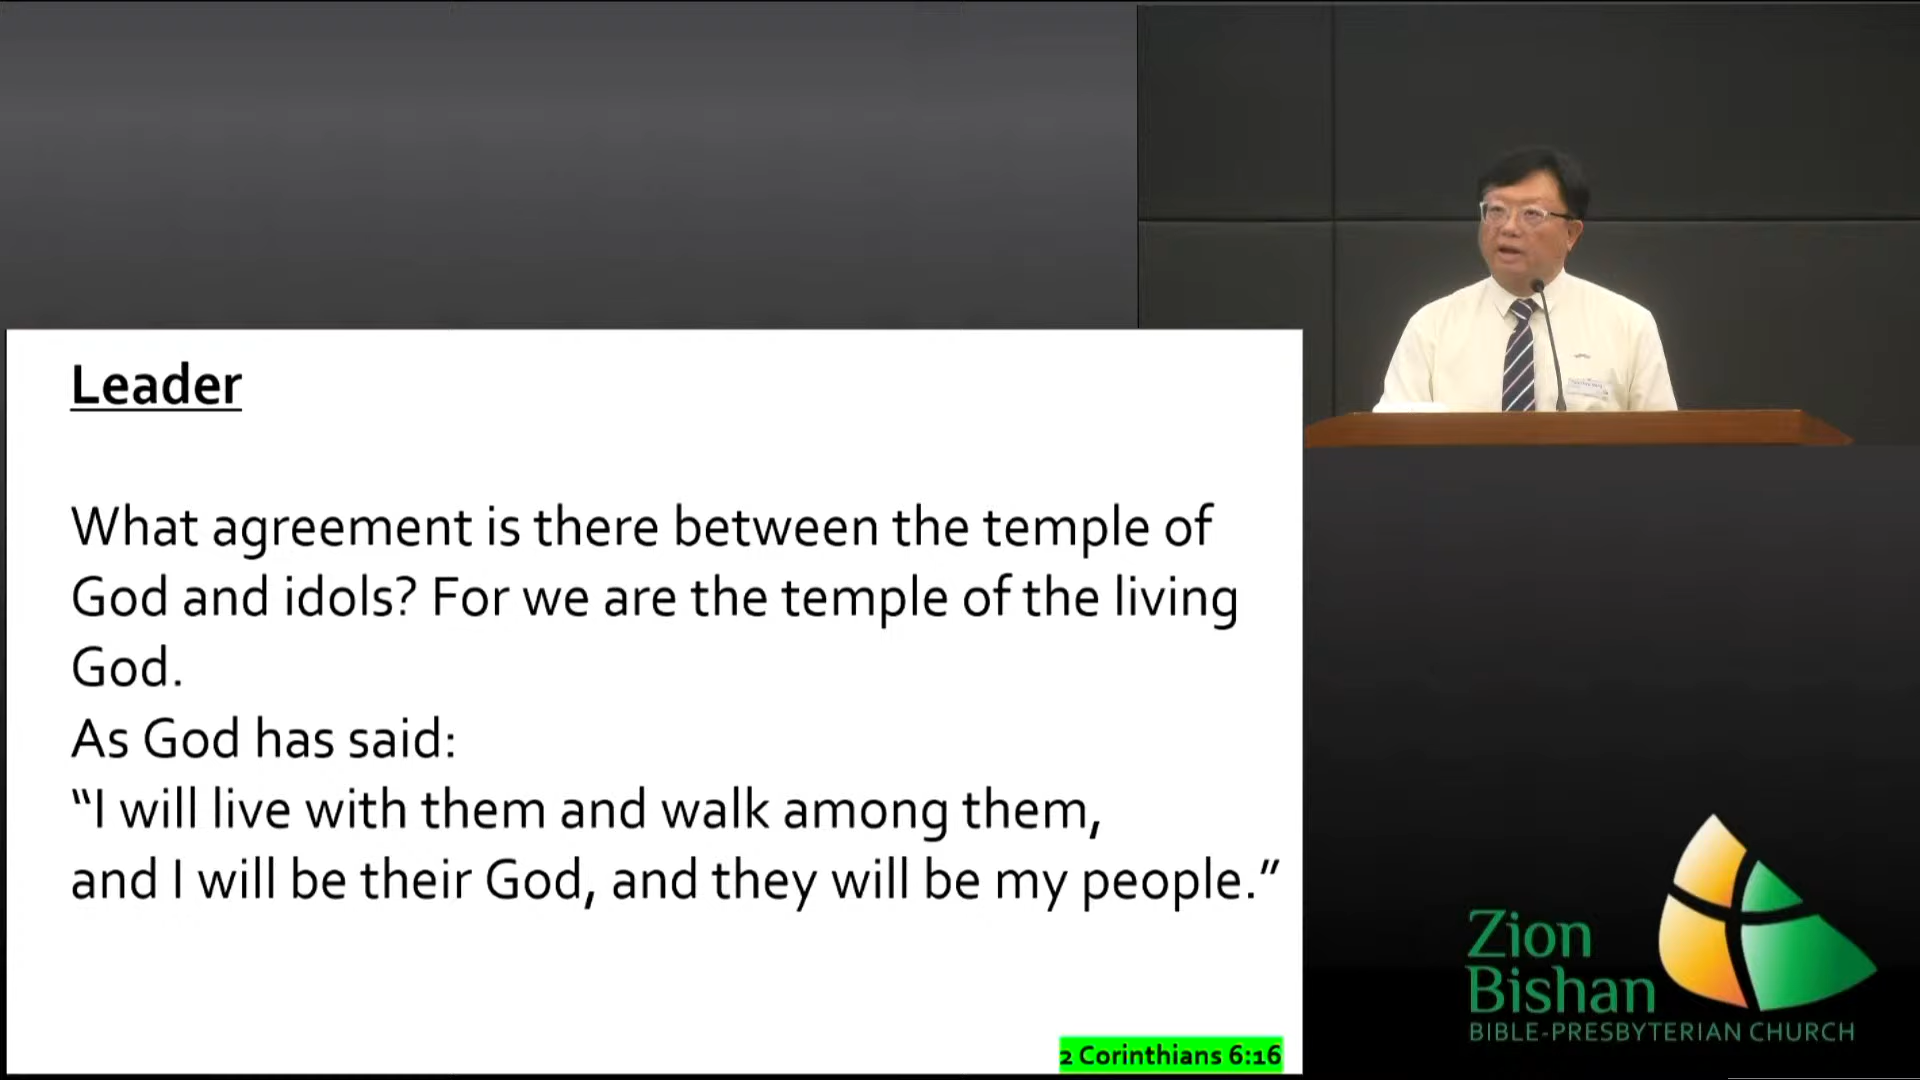 Leader
What agreement is there between the temple of
God and idols? For we are the temple of the living
God.
As God has said:
“I will live with them and walk among them,
and I will be their God, and they will be my people.”
2 Corinthians 6:16
Zion
Bishan
BIBLE-PRESBYTERIAN CHURCH